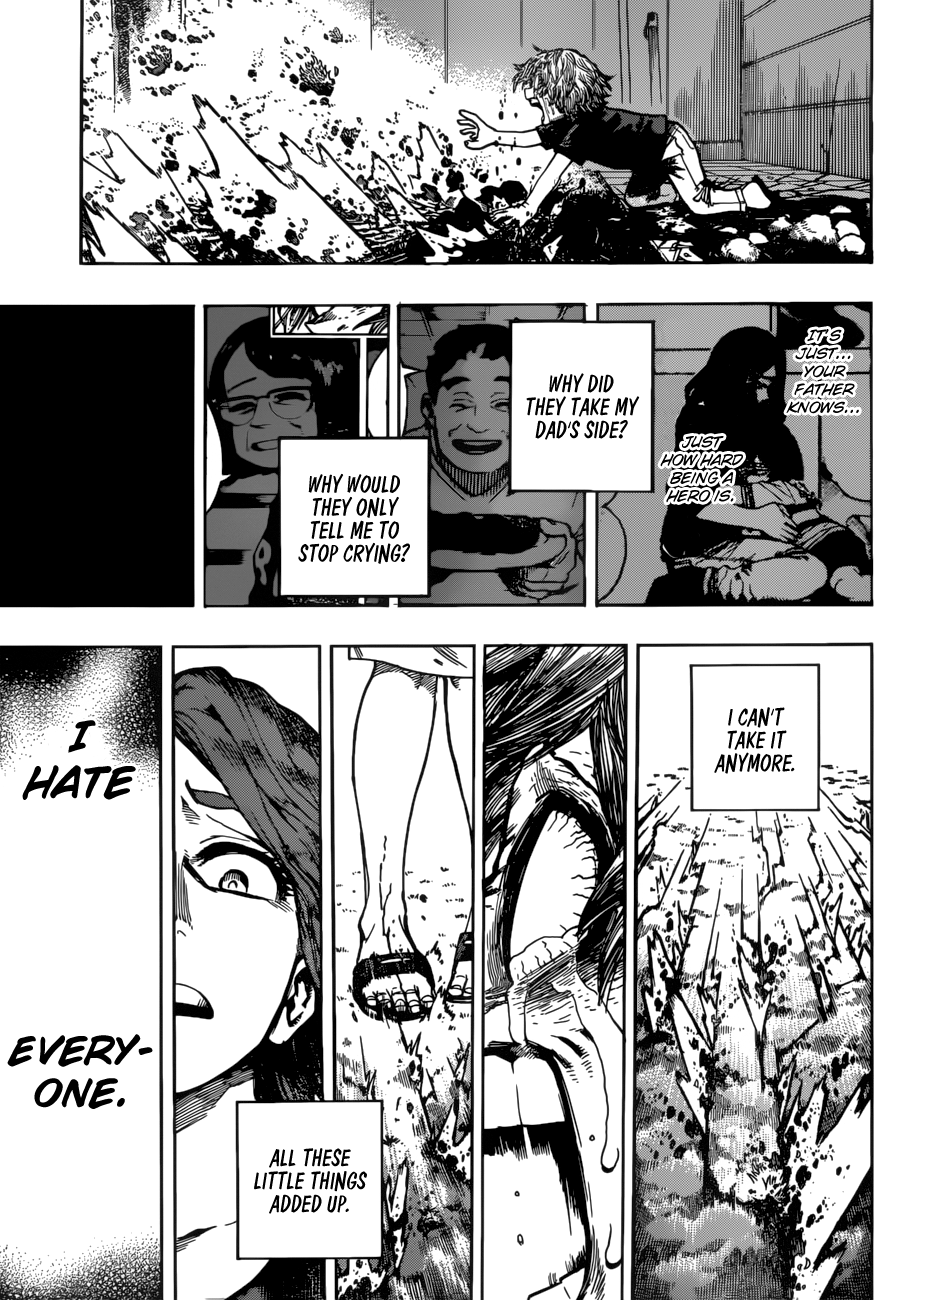 IT'S
JUST...
YOUR
FATHER
KNOWS...
JUST
HOW HARD
BEING A
HERO IS.
WHY DID
THEY TAKE MY
DAD'S SIDE?
WHY WOULD
THEY ONLY
TELL ME TO
STOP CRYING?
I CAN'T
TAKE IT
ANYMORE.
ALL THESE
LITTLE THINGS
ADDED UP.
I
HATE
EVERY-
ONE.